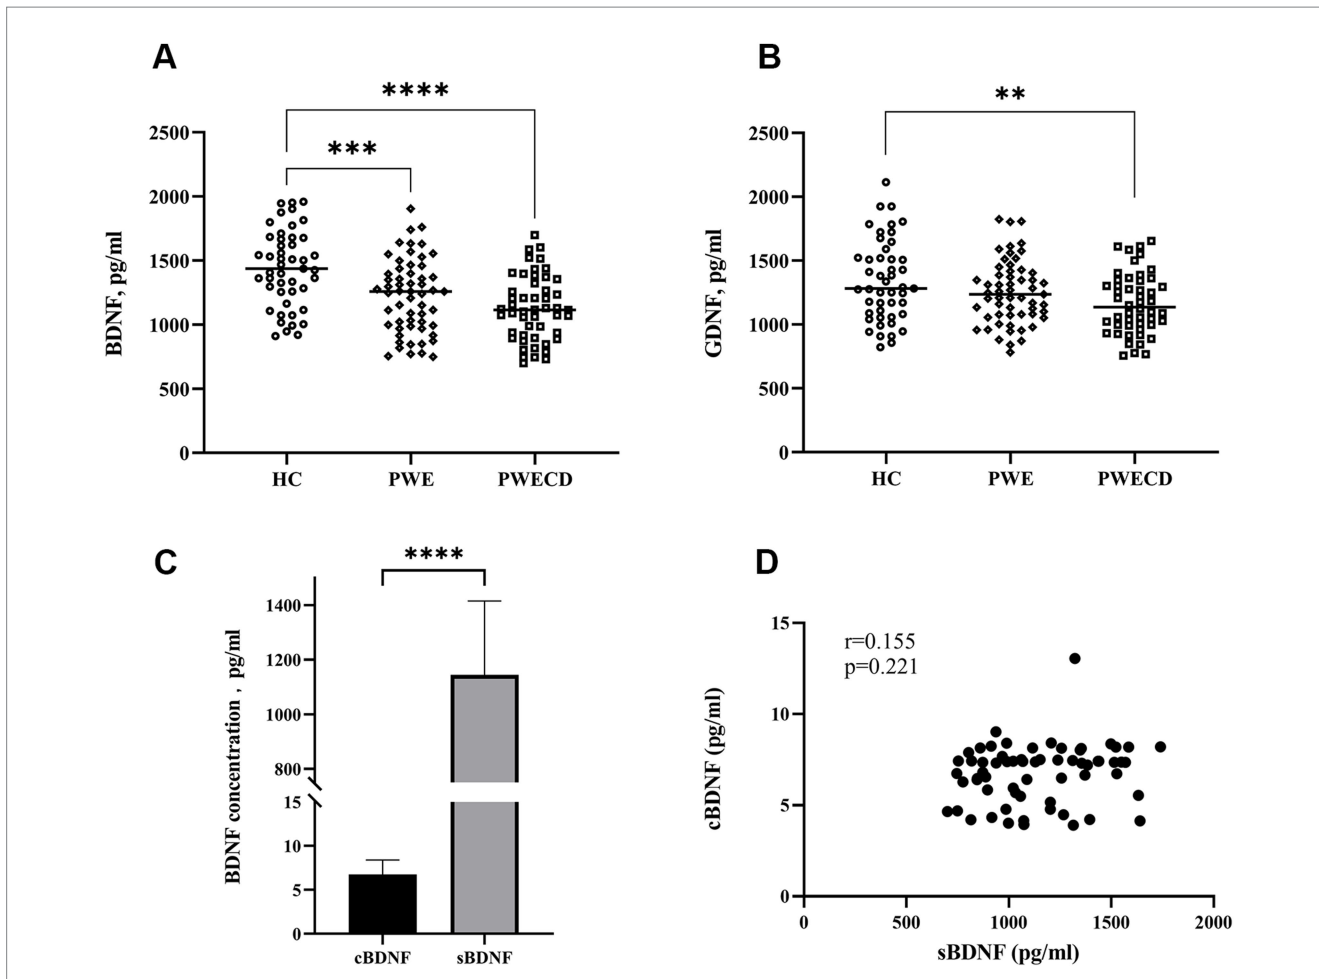 A
****
***
2500
2000
1500
1000
500
0
BDNF, pg/ml
HC
PWE
PWECD
B
**
2500
2000
1500
1000
500
0
GDNF, pg/ml
HC
PWE
PWECD
C
****
1400
1200
1000
800
15
10
5
0
BDNF concentration , pg/ml
cBDNF
sBDNF
D
r=0.155
p=0.221
15
10
5
0
cBDNF (pg/ml)
0
500
1000
1500
2000
sBDNF (pg/ml)